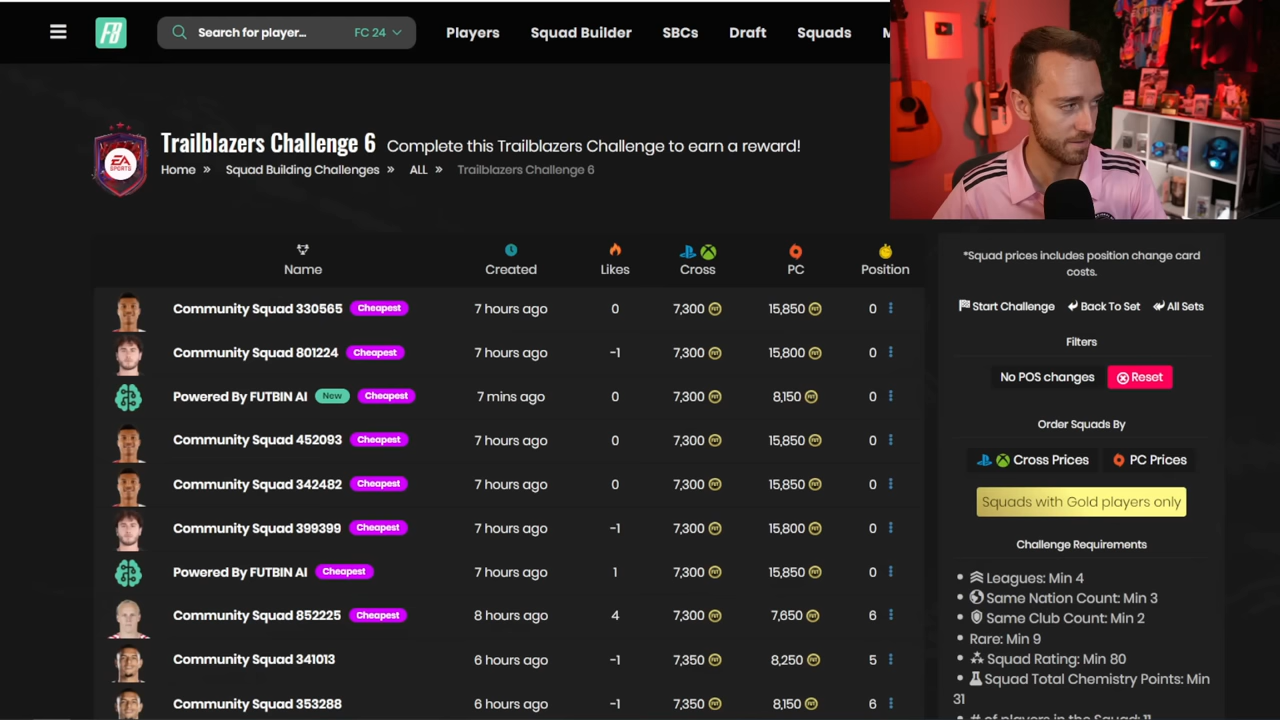 FB
Search for player...
FC 24
Players
Squad Builder
SBCs
Draft
Squads
M
EA
SPORTS
Trailblazers Challenge 6
Complete this Trailblazers Challenge to earn a reward!
Home » Squad Building Challenges » ALL » Trailblazers Challenge 6
Name
Created
Likes
Cross
PC
Position
Community Squad 330565 Cheapest 7 hours ago 0 7,300 15,850 0
Community Squad 801224 Cheapest 7 hours ago -1 7,300 15,800 0
Powered By FUTBIN AI New Cheapest 7 mins ago 0 7,300 8,150 0
Community Squad 452093 Cheapest 7 hours ago 0 7,300 15,850 0
Community Squad 342482 Cheapest 7 hours ago 0 7,300 15,850 0
Community Squad 399399 Cheapest 7 hours ago -1 7,300 15,800 0
Powered By FUTBIN AI Cheapest 7 hours ago 1 7,300 15,850 0
Community Squad 852225 Cheapest 8 hours ago 4 7,300 7,650 6
Community Squad 341013 6 hours ago -1 7,350 8,250 5
Community Squad 353288 6 hours ago -1 7,350 8,150 6
*Squad prices includes position change card
costs.
Start Challenge
Back To Set
All Sets
Filters
No POS changes
Reset
Order Squads By
Cross Prices
PC Prices
Squads with Gold players only
Challenge Requirements
Leagues: Min 4
Same Nation Count: Min 3
Same Club Count: Min 2
Rare: Min 9
Squad Rating: Min 80
Squad Total Chemistry Points: Min
31
# of players in the Squad: 11